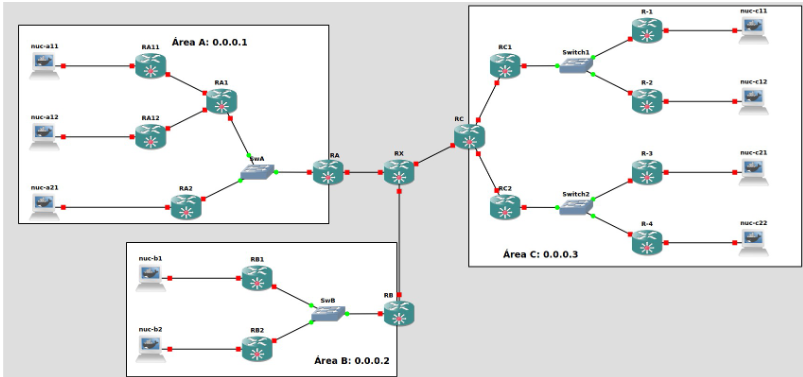 Área A: 0.0.0.1
nuc-a11
RA11
RA1
nuc-a12
RA12
SwA
RA
nuc-a21
RA2
RX
Área B: 0.0.0.2
nuc-b1
RB1
SwB
RB
nuc-b2
RB2
Área C: 0.0.0.3
RC
RC1
Switch1
R-1
nuc-c11
R-2
nuc-c12
RC2
Switch2
R-3
nuc-c21
R-4
nuc-c22